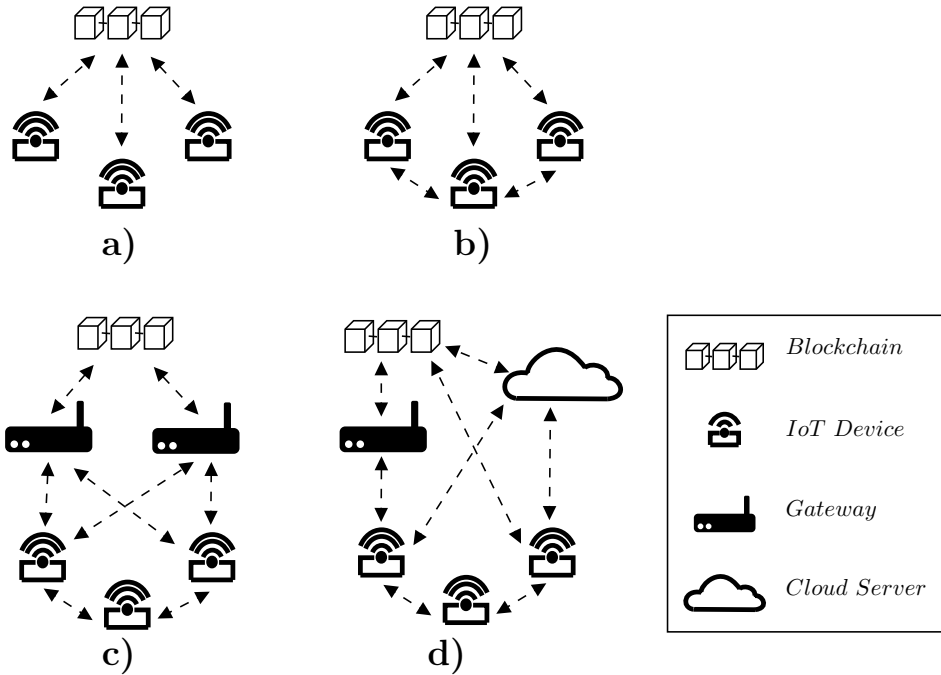 a)
b)
c)
d)
Blockchain
IoT Device
Gateway
Cloud Server